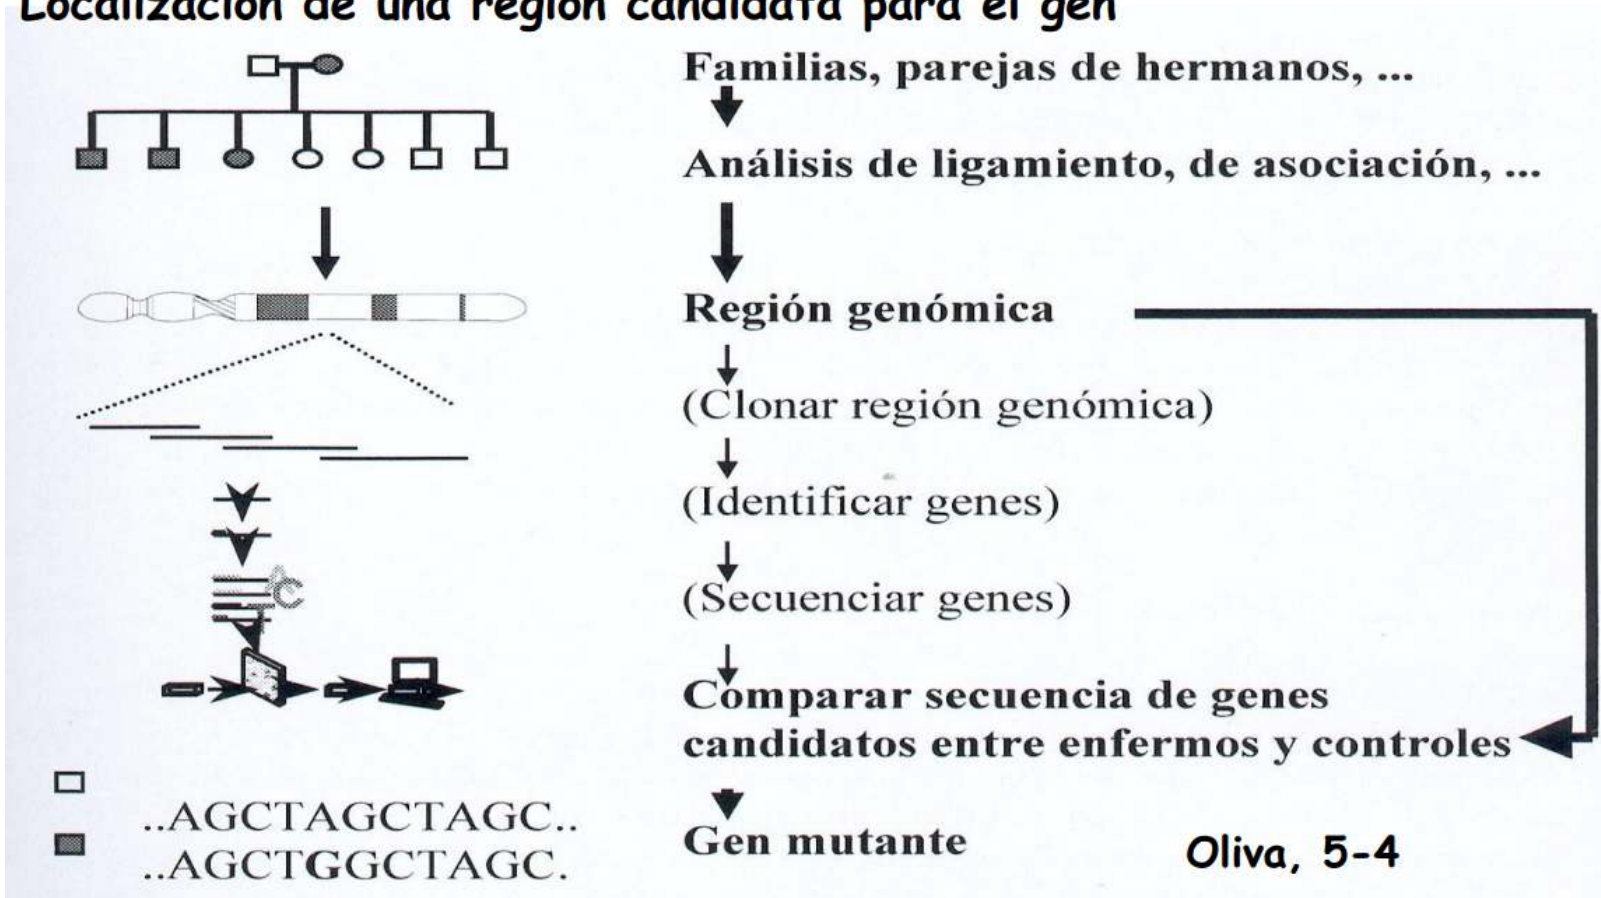 Localización de una región candidata para el gen
Familias, parejas de hermanos, ...
Análisis de ligamiento, de asociación, ...
Región genómica
(Clonar región genómica)
(Identificar genes)
(Secuenciar genes)
A
C
T
Comparar secuencia de genes
candidatos entre enfermos y controles
..AGCTAGCTAGC..
..AGCTGGCTAGC.
Gen mutante
Oliva, 5-4